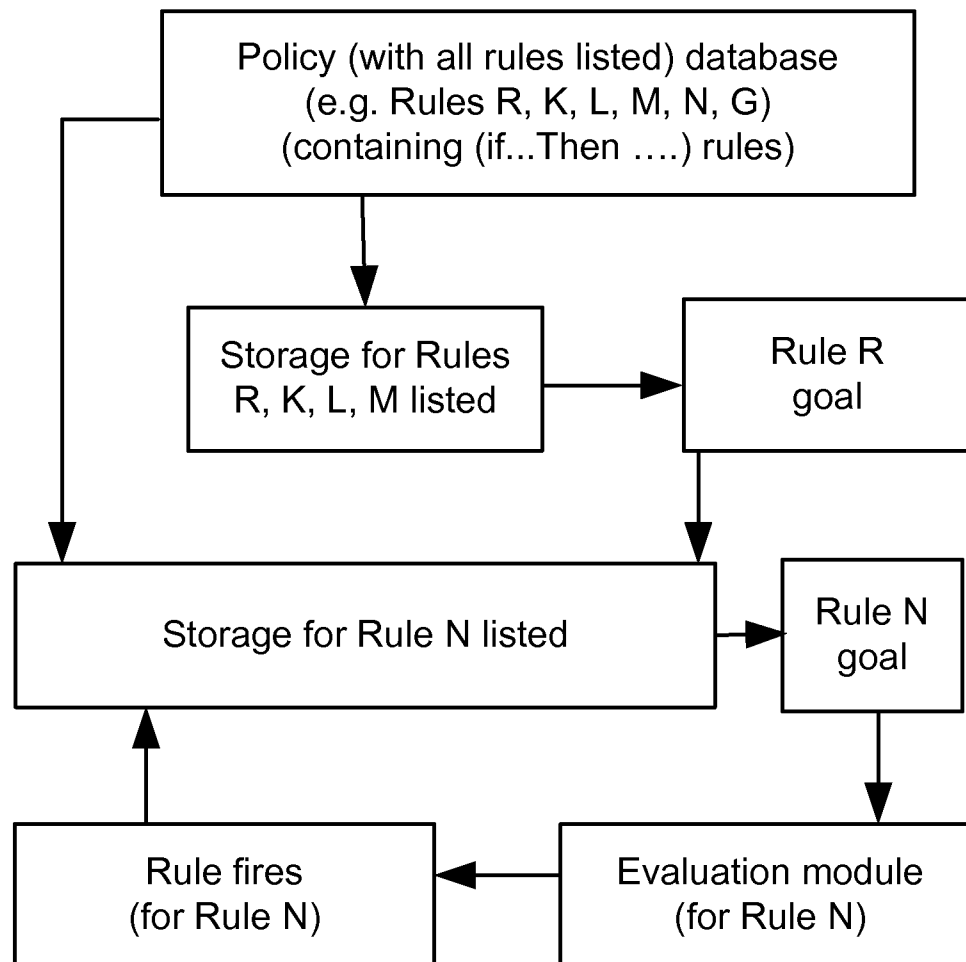 Policy (with all rules listed) database
(e.g. Rules R, K, L, M, N, G)
(containing (if...Then ....) rules)
Storage for Rules
R, K, L, M listed
Rule R
goal
Storage for Rule N listed
Rule N
goal
Rule fires
(for Rule N)
Evaluation module
(for Rule N)